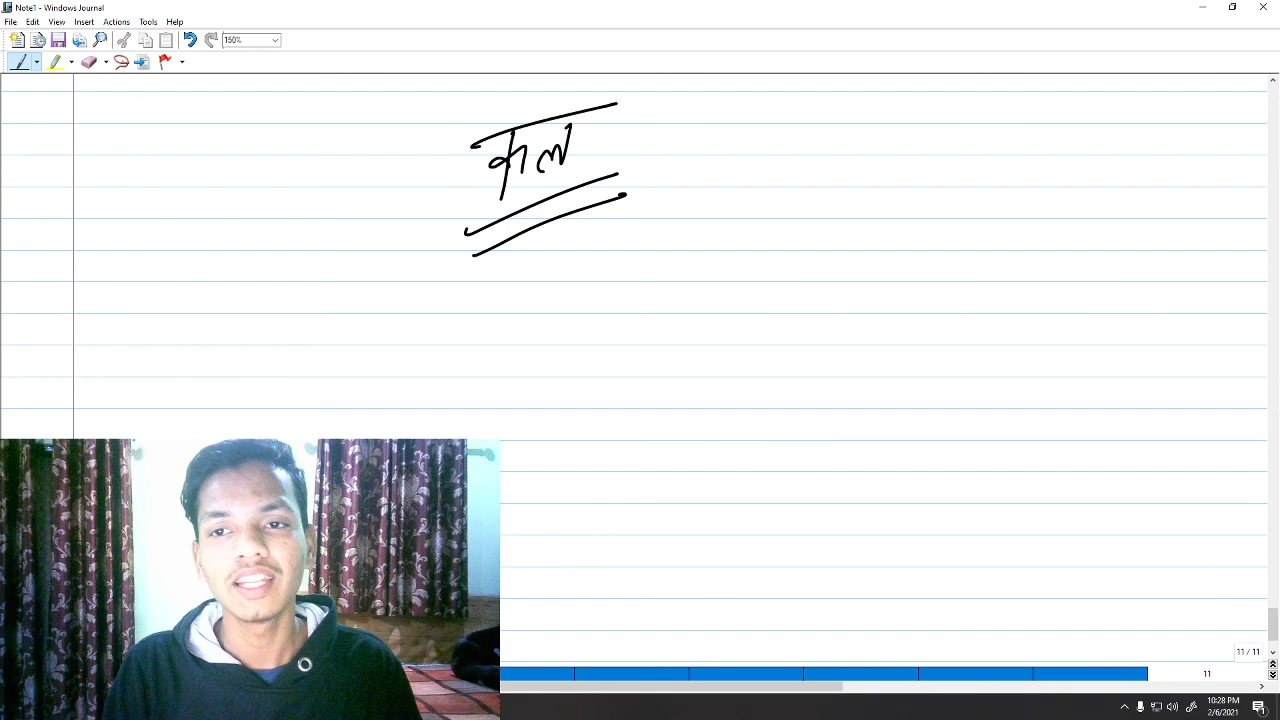 Note1 - Windows Journal
File Edit View Insert Actions Tools Help
150%
काल
11 / 11
11
10:28 PM
2/6/2021